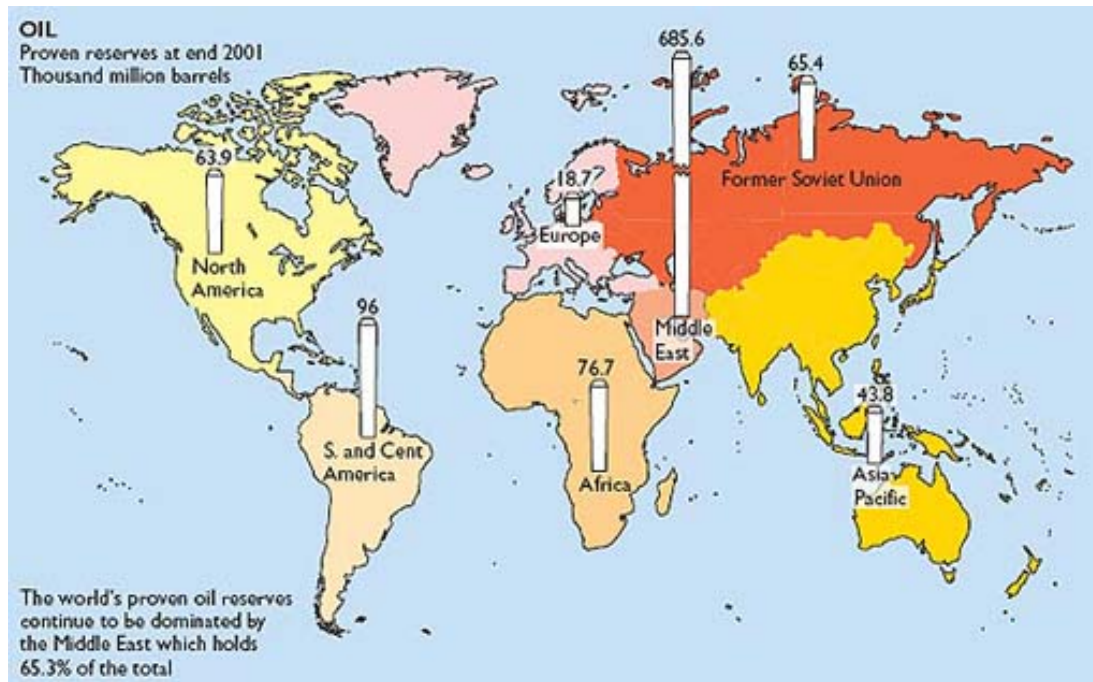 OIL
Proven reserves at end 2001
Thousand million barrels
685.6
65.4
63.9
18.7
Former Soviet Union
Europe
North
America
96
Middle
East
76.7
43.8
S. and Cent
America
Africa
Asia
Pacific
The world's proven oil reserves
continue to be dominated by
the Middle East which holds
65.3% of the total